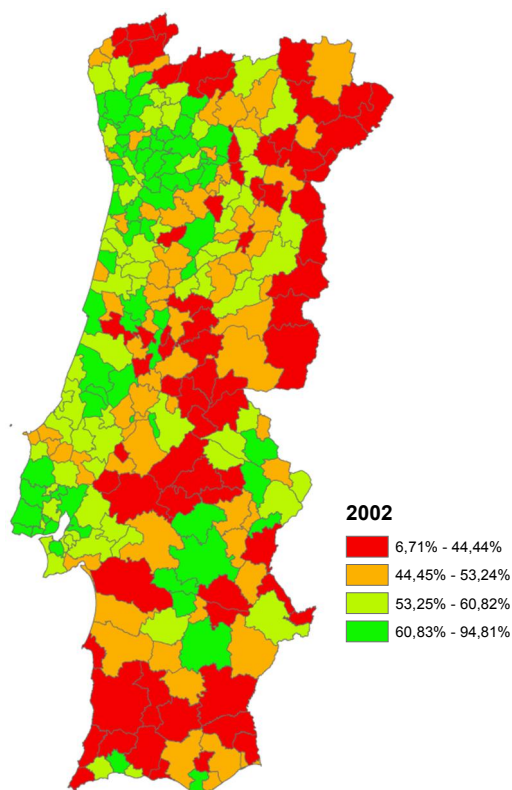 2002
6,71% - 44,44%
44,45% - 53,24%
53,25% - 60,82%
60,83% - 94,81%